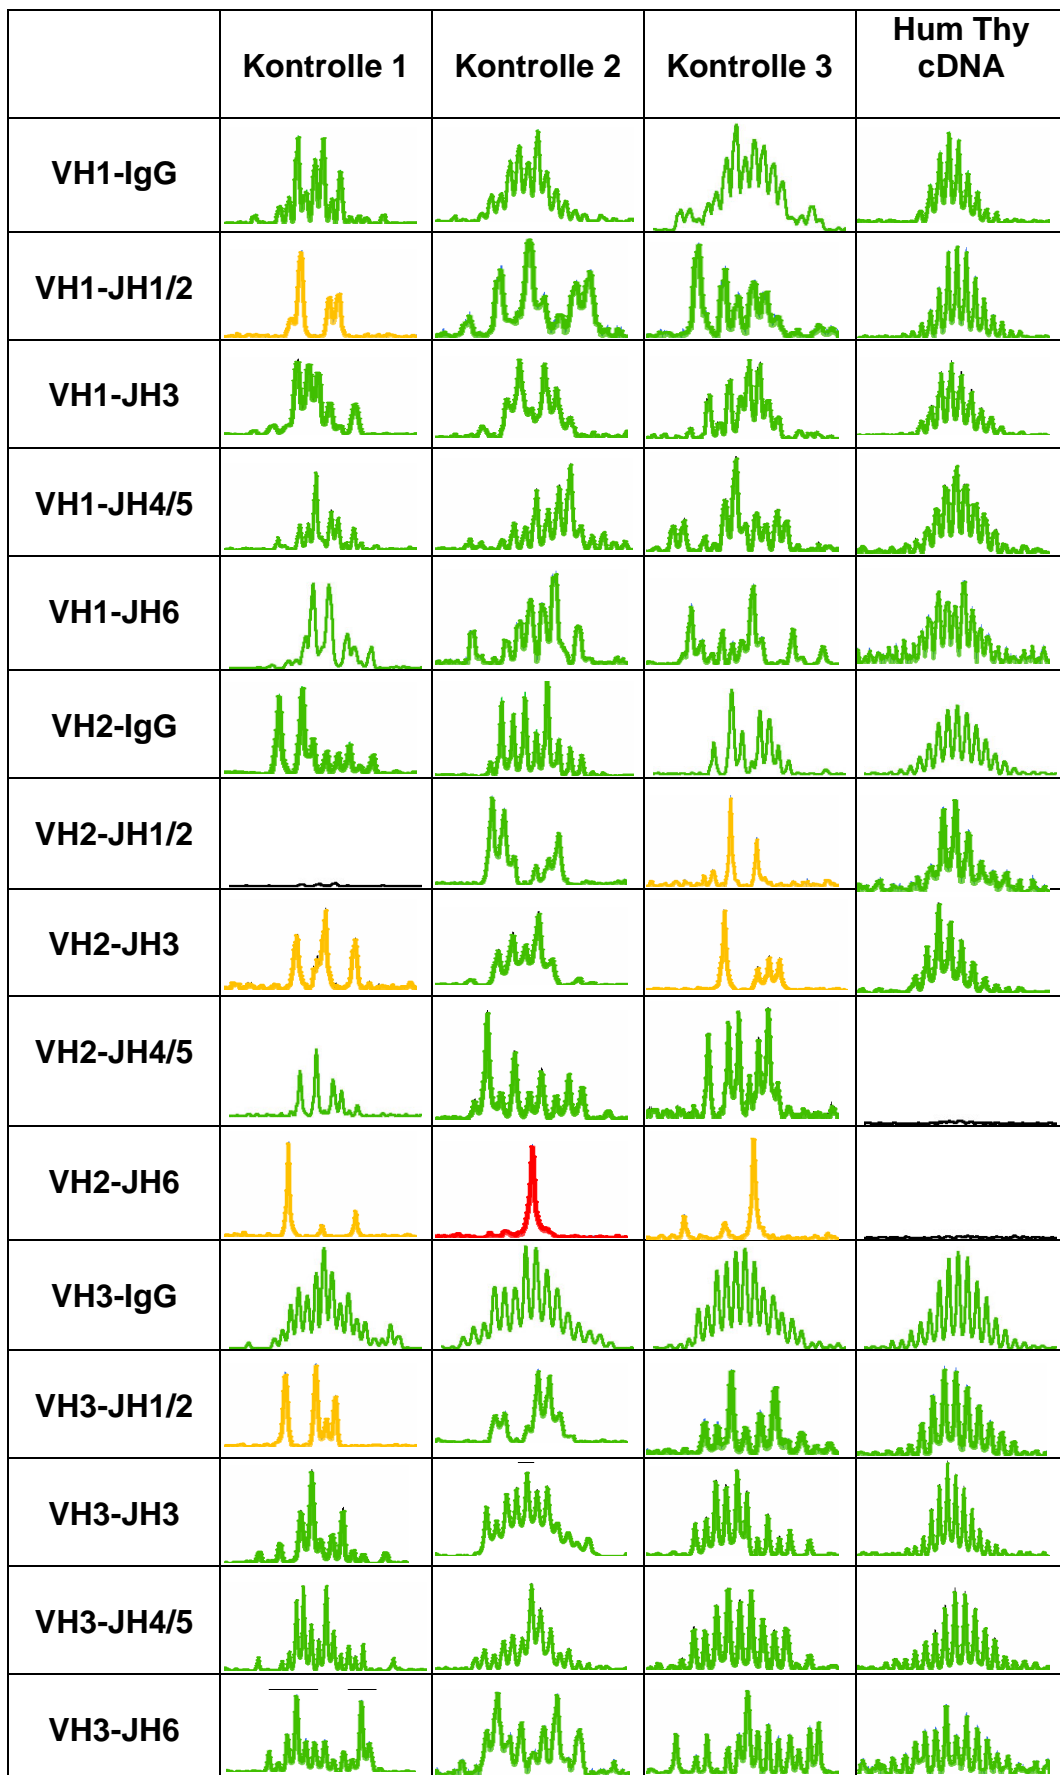 Kontrolle 1
Kontrolle 2
Kontrolle 3
Hum Thy
cDNA
VH1-IgG
VH1-JH1/2
VH1-JH3
VH1-JH4/5
VH1-JH6
VH2-IgG
VH2-JH1/2
VH2-JH3
VH2-JH4/5
VH2-JH6
VH3-IgG
VH3-JH1/2
VH3-JH3
VH3-JH4/5
VH3-JH6